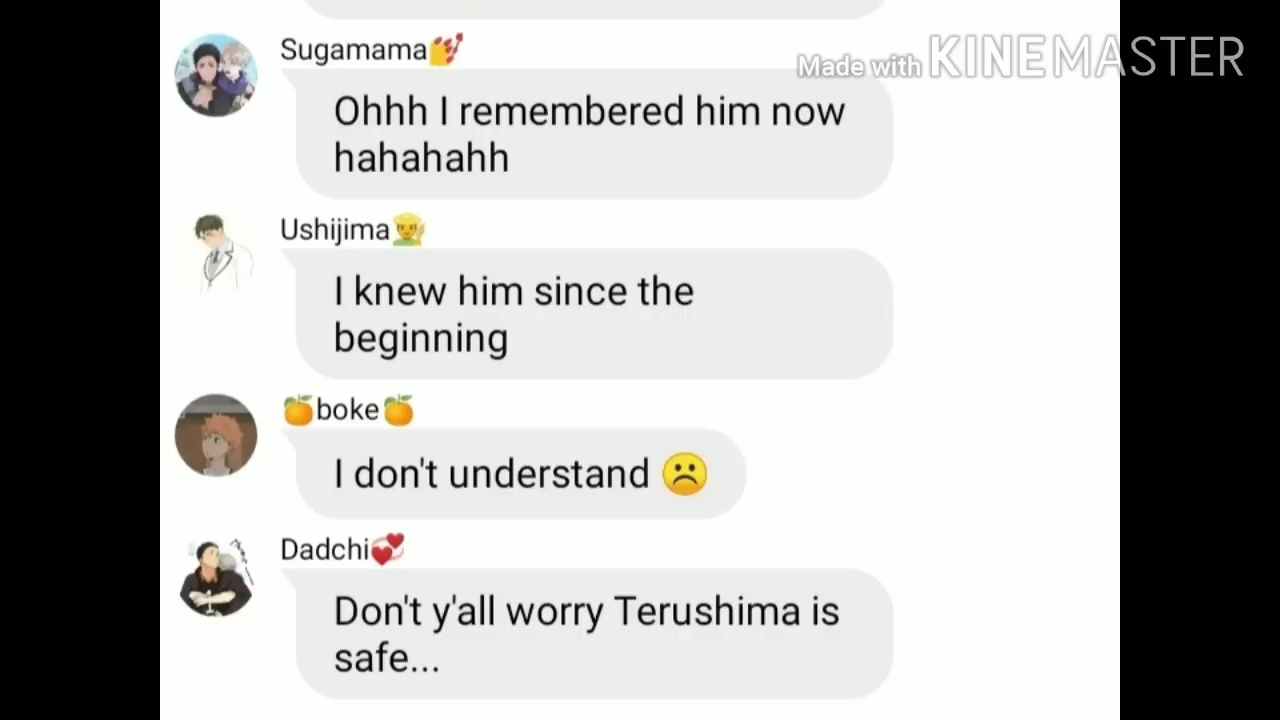 Made with KINEMASTER
Sugamama💅
Ohhh I remembered him now
hahahahh
Ushijima👨‍🌾
I knew him since the
beginning
🍊boke🍊
I don't understand ☹️
Dadchi💞
Don't y'all worry Terushima is
safe...